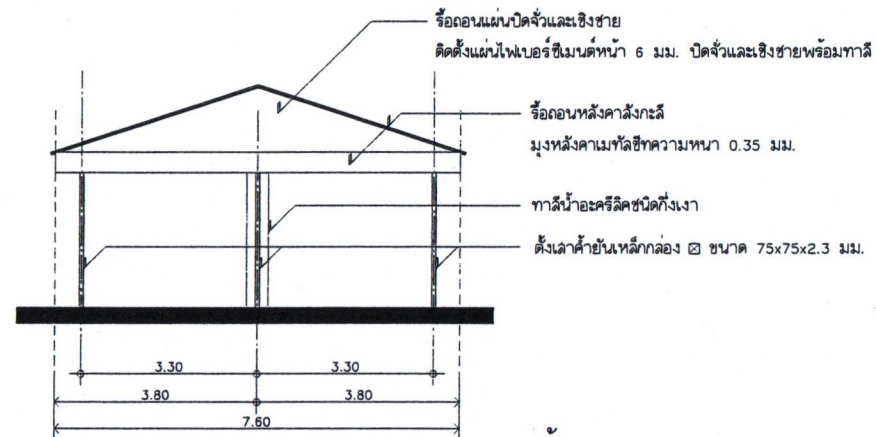 รื้อถอนแผ่นปิดจั่วและเชิงชาย
ติดตั้งแผ่นไฟเบอร์ซีเมนต์หน้า 6 มม. ปิดจั่วและเชิงชายพร้อมทาสี
รื้อถอนหลังคาสังกะสี
มุงหลังคาเมทัลชีทความหนา 0.35 มม.
ทาสีน้ำอะครีลิคชนิดกึ่งเงา
ตั้งเสาค้ำยันเหล็กกล่อง ขนาด 75x75x2.3 มม.
3.30 3.30
3.80 3.80
7.60